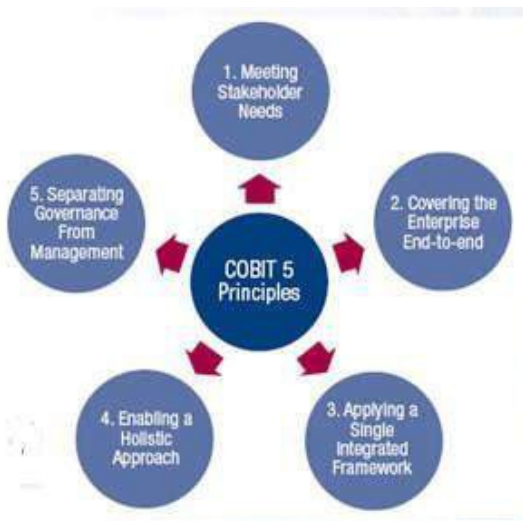 1. Meeting
Stakeholder
Needs
2. Covering the
Enterprise
End-to-end
3. Applying a
Single
Integrated
Framework
4. Enabling a
Holistic
Approach
5. Separating
Governance
From
Management
COBIT 5
Principles